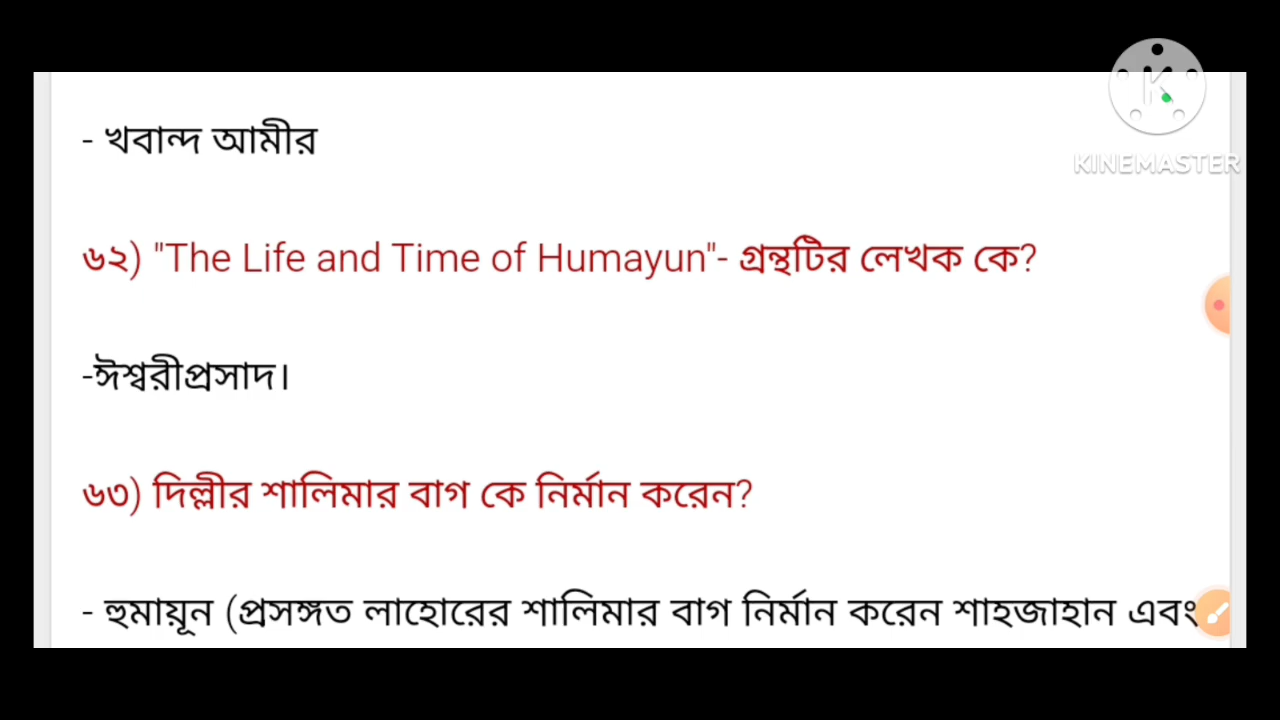 - খবান্দ আমীর
KINEMASTER
৬২) "The Life and Time of Humayun"- গ্রন্থটির লেখক কে?
-ঈশ্বরীপ্রসাদ।
৬৩) দিল্লীর শালিমার বাগ কে নির্মান করেন?
- হুমায়ূন (প্রসঙ্গত লাহোরের শালিমার বাগ নির্মান করেন শাহজাহান এবং